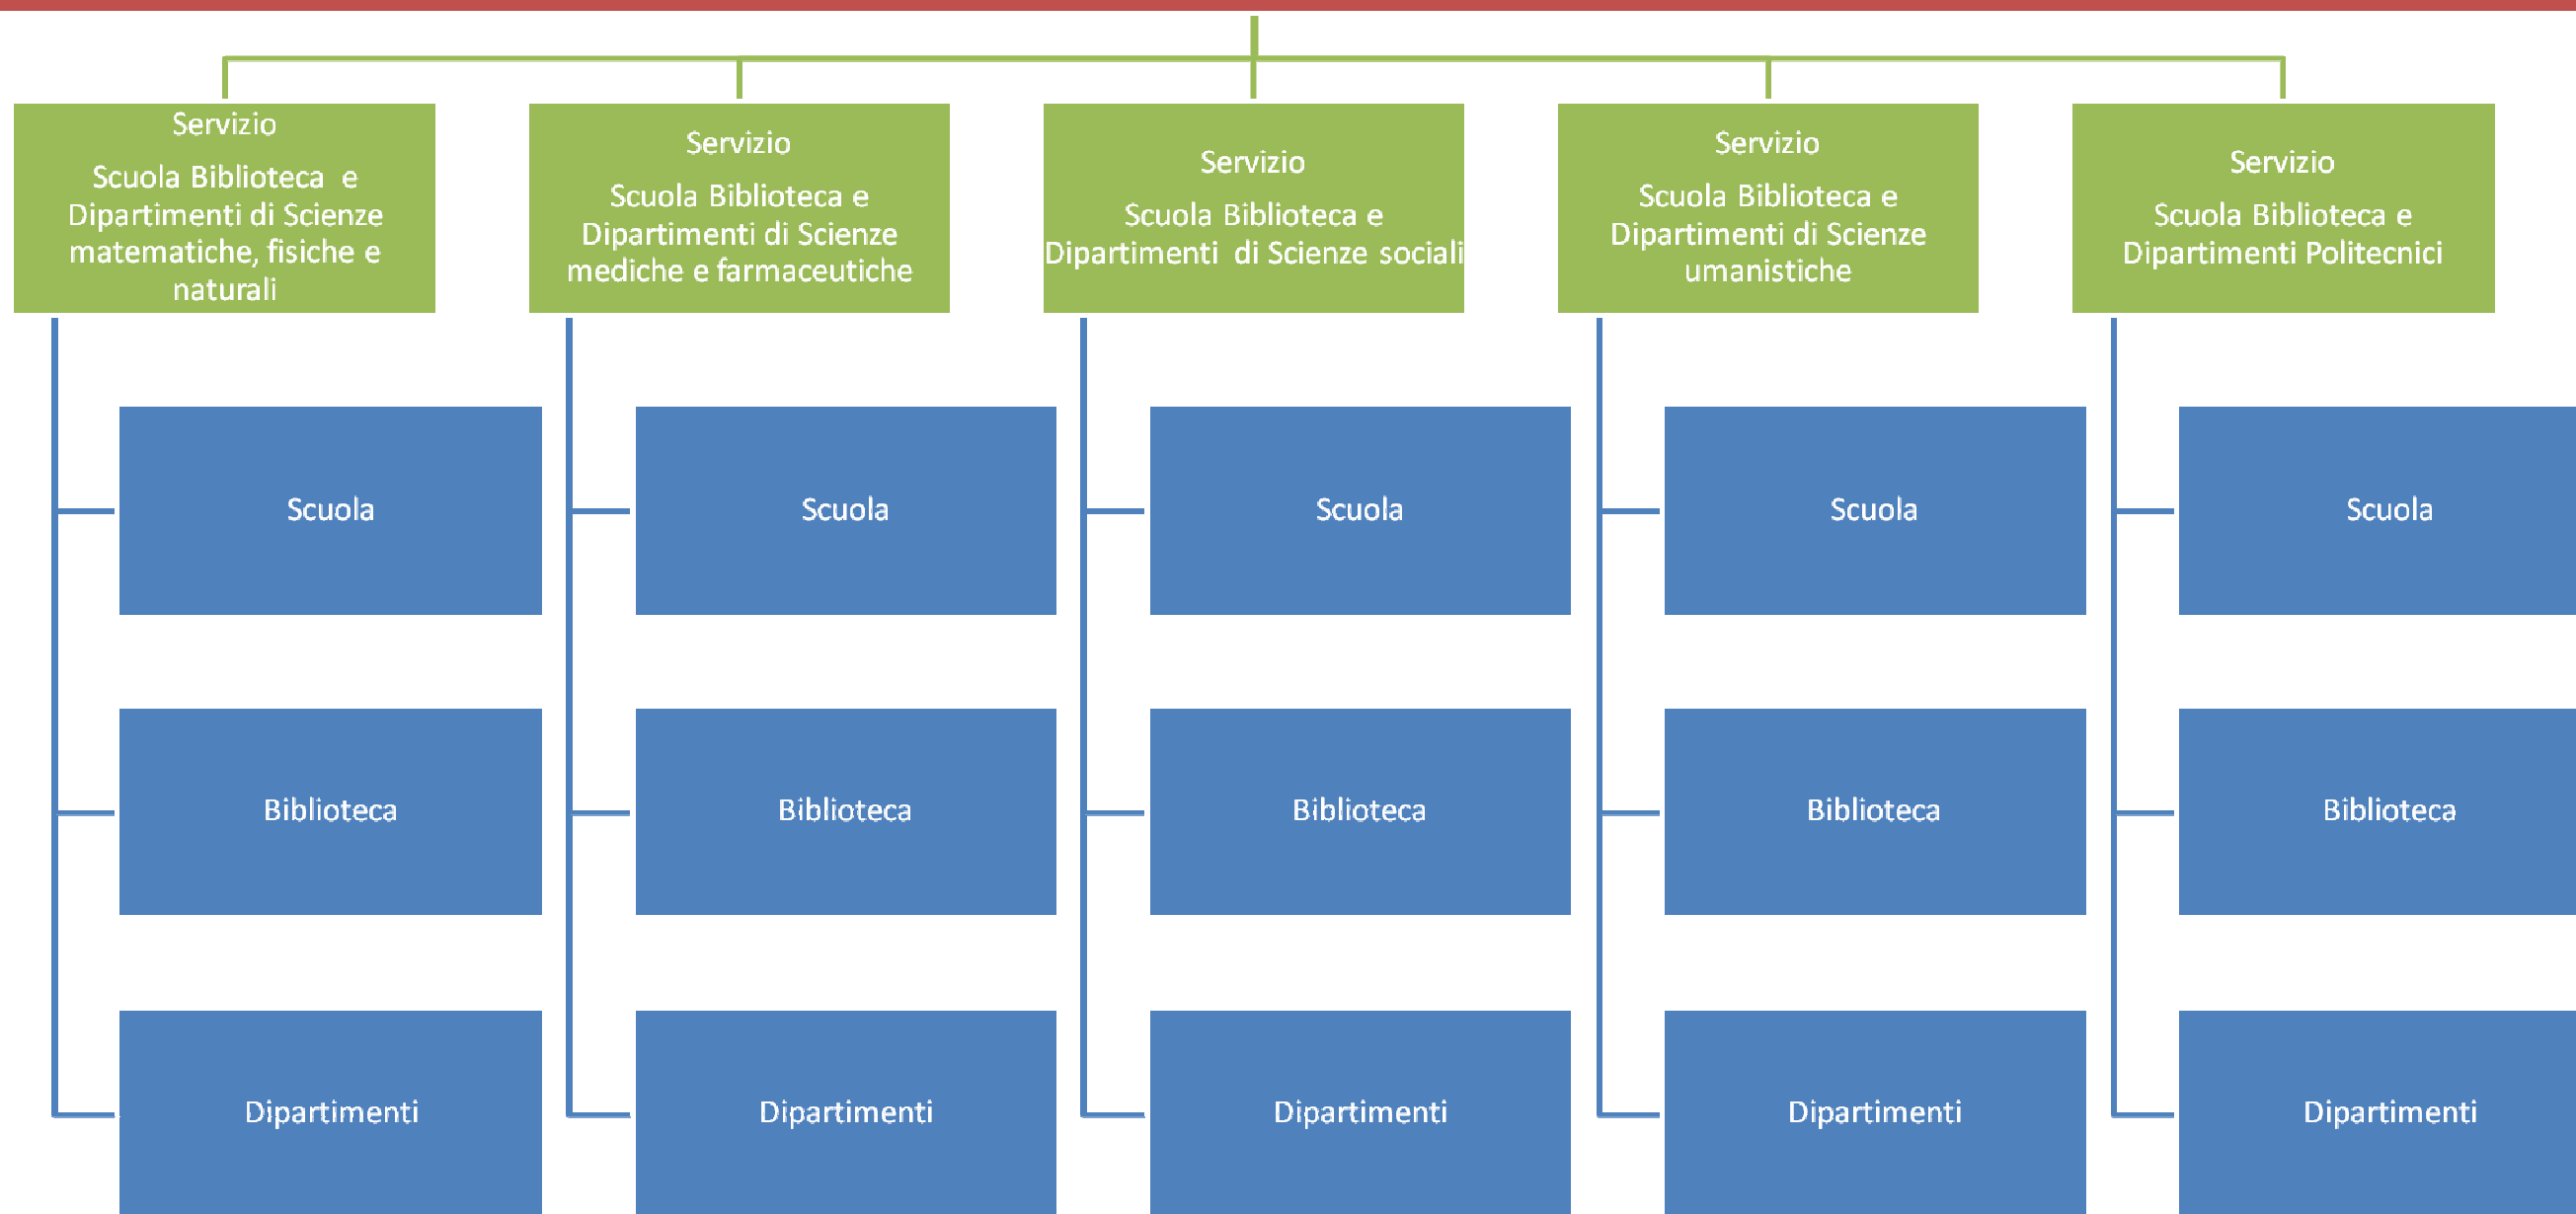 Servizio
Scuola Biblioteca e
Dipartimenti di Scienze
matematiche, fisiche e
naturali
Servizio
Scuola Biblioteca e
Dipartimenti di Scienze
mediche e farmaceutiche
Servizio
Scuola Biblioteca e
Dipartimenti di Scienze sociali
Servizio
Scuola Biblioteca e
Dipartimenti di Scienze
umanistiche
Servizio
Scuola Biblioteca e
Dipartimenti Politecnici
Scuola
Scuola
Scuola
Scuola
Scuola
Biblioteca
Biblioteca
Biblioteca
Biblioteca
Biblioteca
Dipartimenti
Dipartimenti
Dipartimenti
Dipartimenti
Dipartimenti